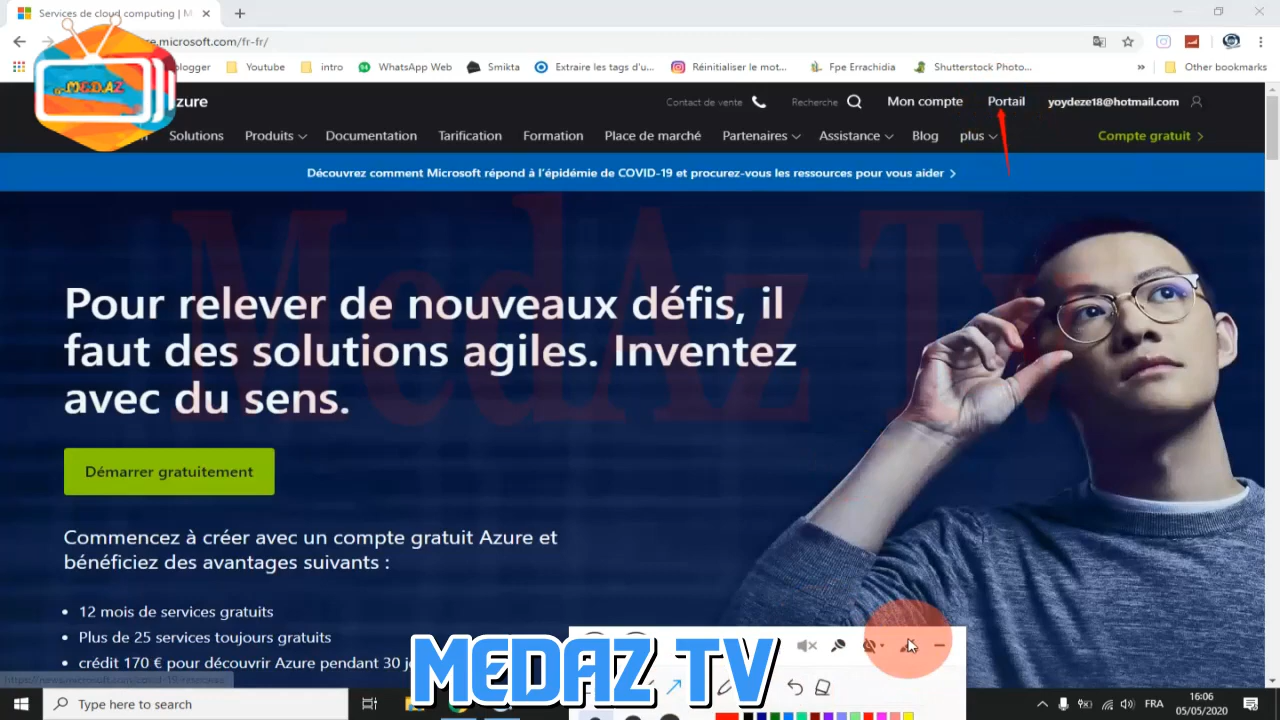 Services de cloud computing | M
.microsoft.com/fr-fr/
logger
Youtube
intro
WhatsApp Web
Smikta
Extraire les tags d'u...
Réinitialiser le mot...
Fpe Errachidia
Shutterstock Photo...
»
Other bookmarks
M.E.D.AZ
zure
Contact de vente
Recherche
Mon compte
Portail
yoydeze18@hotmail.com
Solutions
Produits
Documentation
Tarification
Formation
Place de marché
Partenaires
Assistance
Blog
plus
Compte gratuit
Découvrez comment Microsoft répond à l'épidémie de COVID-19 et procurez-vous les ressources pour vous aider
MedAz Tv
Pour relever de nouveaux défis, il
faut des solutions agiles. Inventez
avec du sens.
Démarrer gratuitement
Commencez à créer avec un compte gratuit Azure et
bénéficiez des avantages suivants :
• 12 mois de services gratuits
• Plus de 25 services toujours gratuits
• crédit 170 € pour découvrir Azure pendant 30 jo
MEDAZ TV
Type here to search
FRA
16:06
05/05/2020